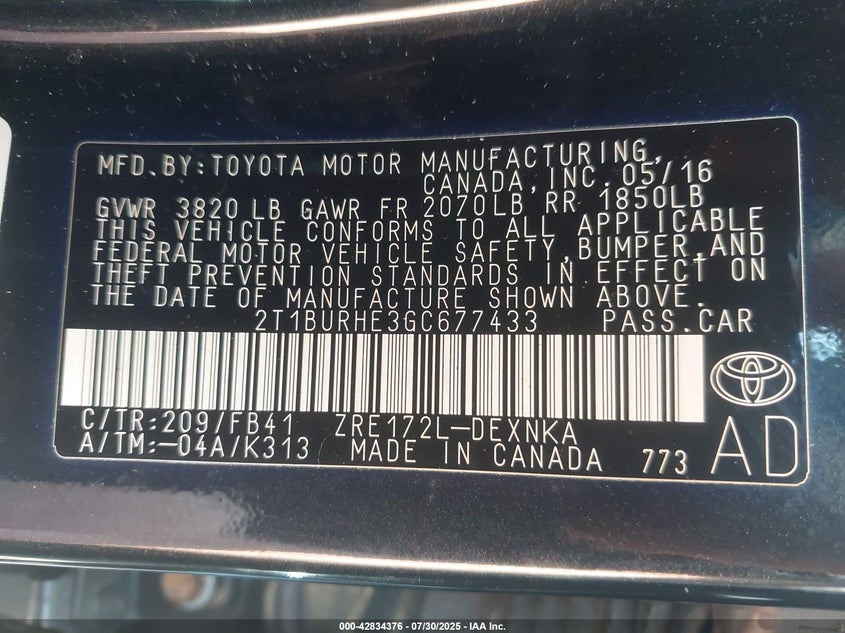 MFD.BY:TOYOTA MOTOR MANUFACTURING,
CANADA,INC.05/16
GVWR 3820 LB GAWR FR 2070LB RR 1850LB
THIS VEHICLE CONFORMS TO ALL APPLICABLE
FEDERAL MOTOR VEHICLE SAFETY,BUMPER,AND
THEFT PREVENTION STANDARDS IN EFFECT ON
THE DATE OF MANUFACTURE SHOWN ABOVE.
2T1BURHE3GC677433 PASS.CAR
C/TR:209/FB41 ZRE172L-DEXNKA
A/TM:-04A/K313 MADE IN CANADA 773 AD
000-42834376 | 07/30/2025 - IAA Inc.